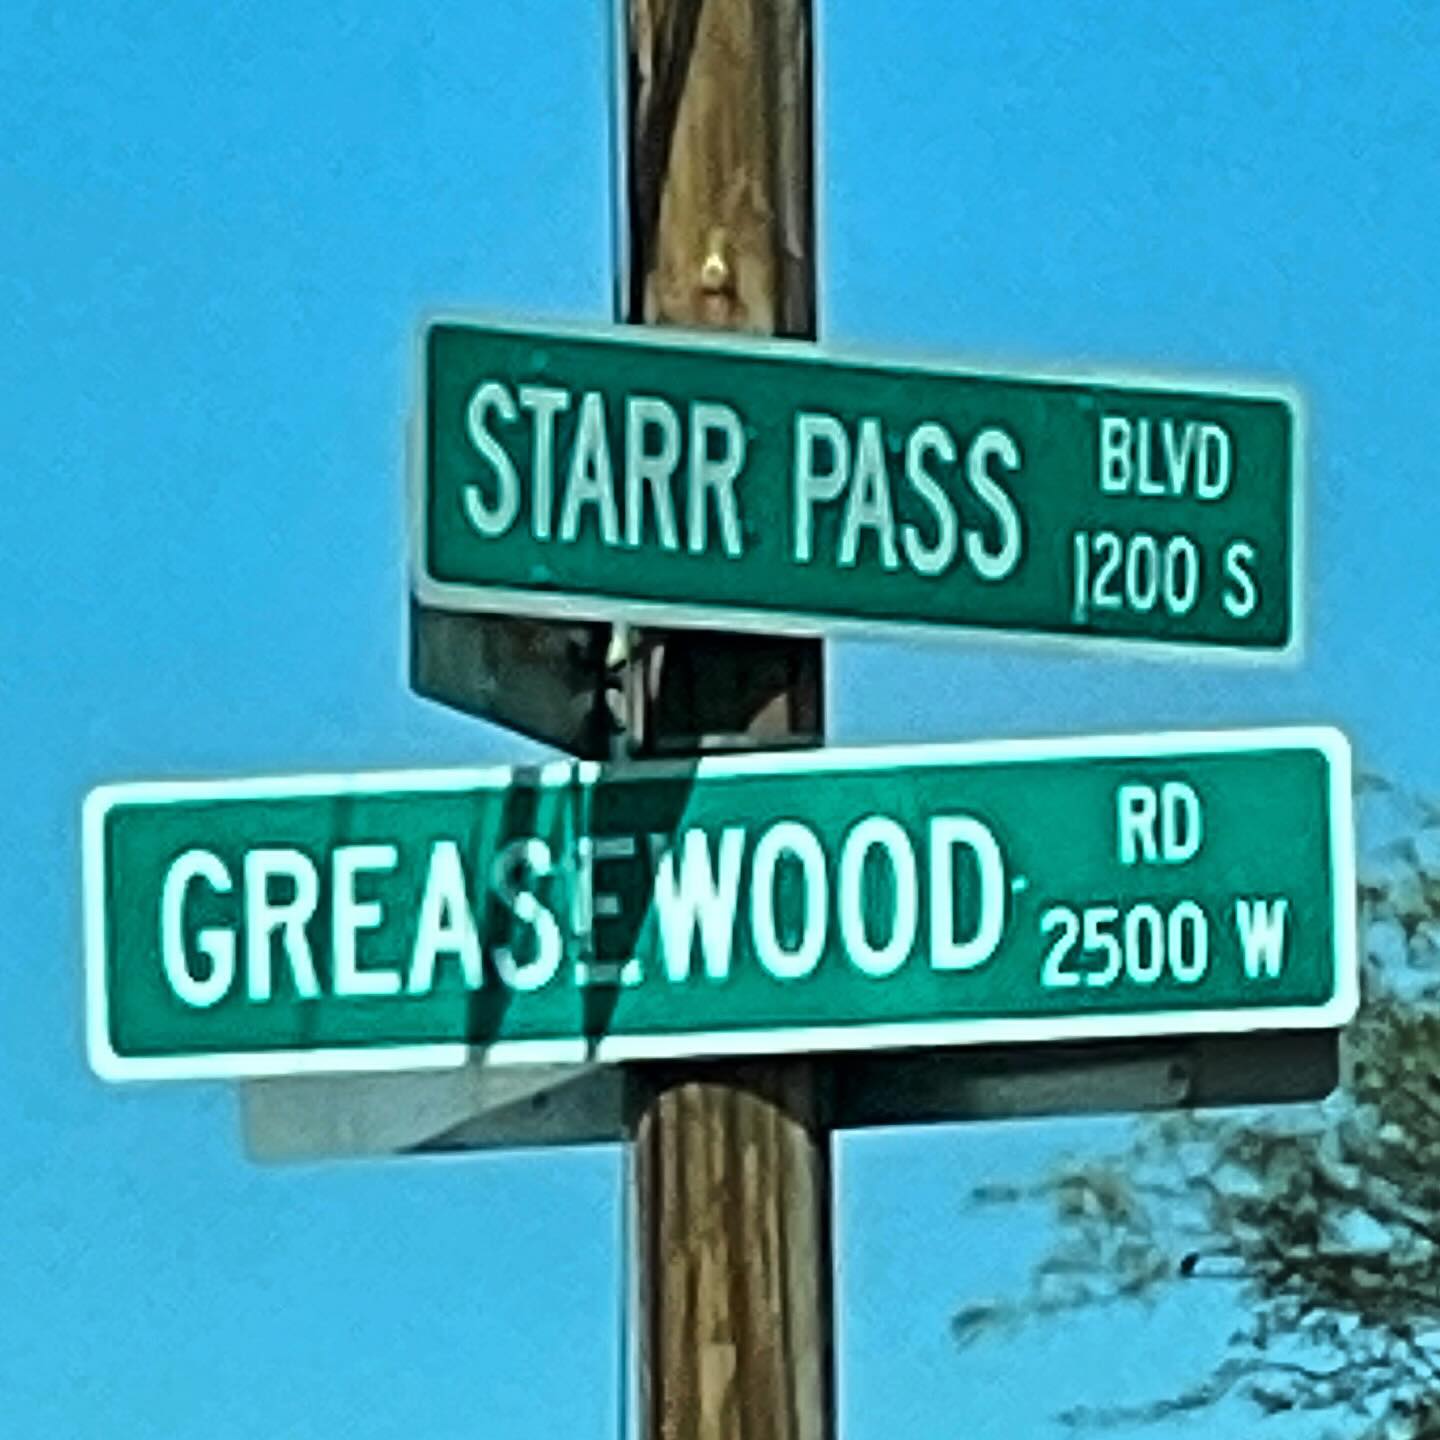 STARR PASS BLVD
1200 S
GREASEWOOD RD
2500 W